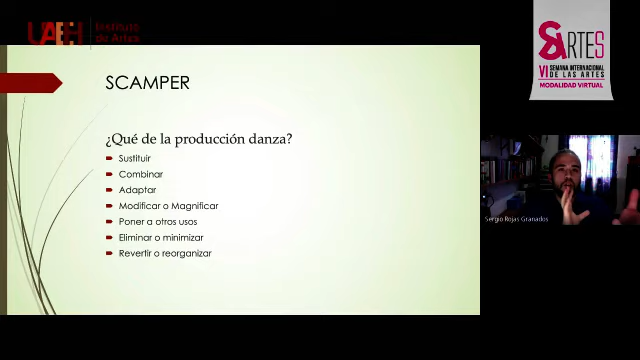 UAEH Instituto
de Artes
SCAMPER
¿Qué de la producción danza?
Sustituir
Combinar
Adaptar
Modificar o Magnificar
Poner a otros usos
Eliminar o minimizar
Revertir o reorganizar
SARTES
VI SEMANA INTERNACIONAL
DE LAS ARTES
MODALIDAD VIRTUAL
Sergio Rojas Granados